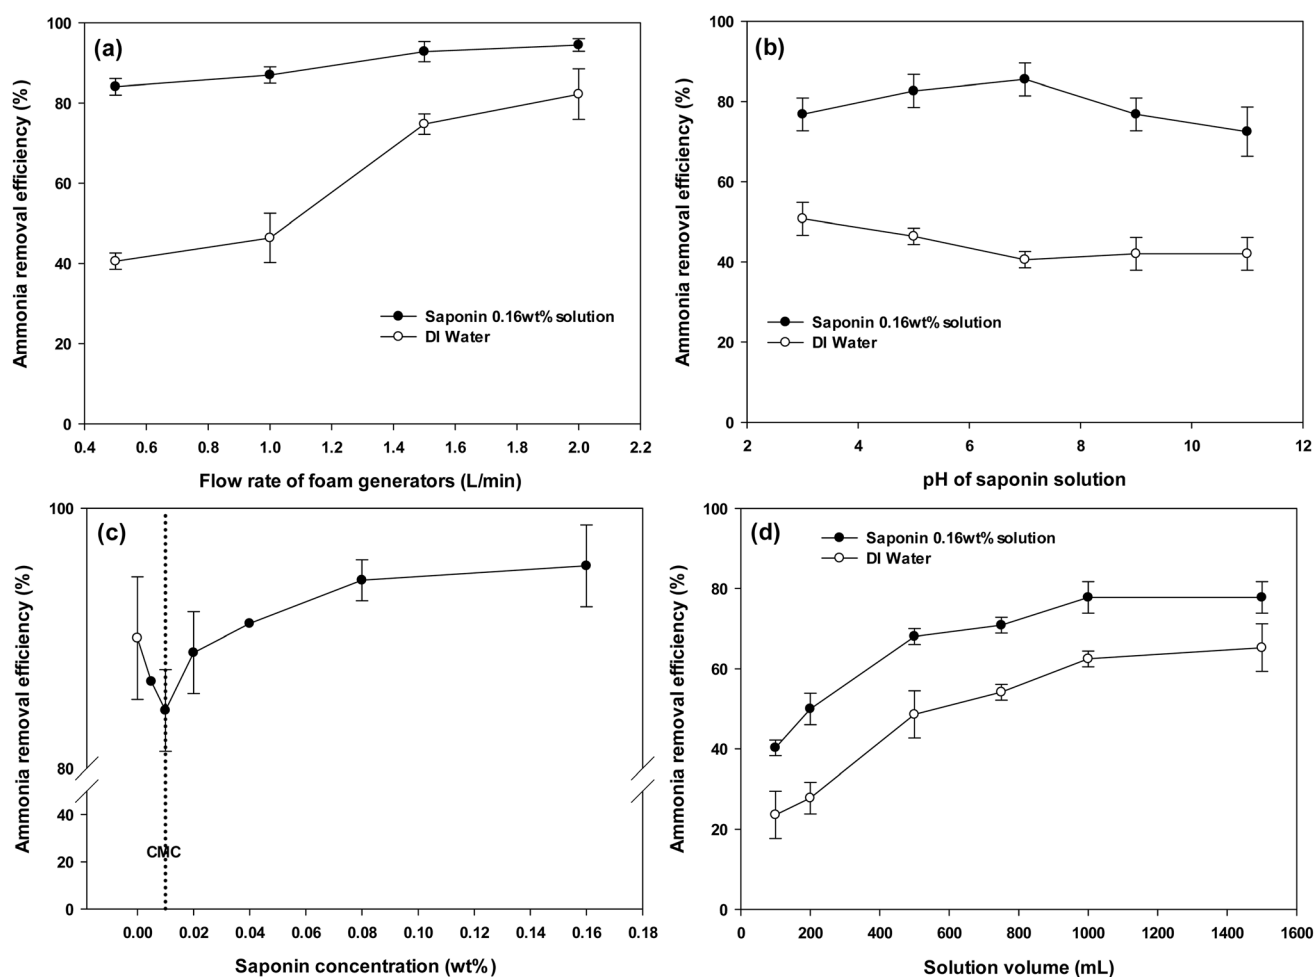 (a)
Ammonia removal efficiency (%)
100
80
60
40
20
0
Saponin 0.16wt% solution
DI Water
0.4 0.6 0.8 1.0 1.2 1.4 1.6 1.8 2.0 2.2
Flow rate of foam generators (L/min)
(b)
Ammonia removal efficiency (%)
100
80
60
40
20
0
Saponin 0.16wt% solution
DI Water
2 4 6 8 10 12
pH of saponin solution
(c)
Ammonia removal efficiency (%)
100
80
40
20
0
CMC
0.00 0.02 0.04 0.06 0.08 0.10 0.12 0.14 0.16 0.18
Saponin concentration (wt%)
(d)
Ammonia removal efficiency (%)
100
80
60
40
20
0
Saponin 0.16wt% solution
DI Water
0 200 400 600 800 1000 1200 1400 1600
Solution volume (mL)